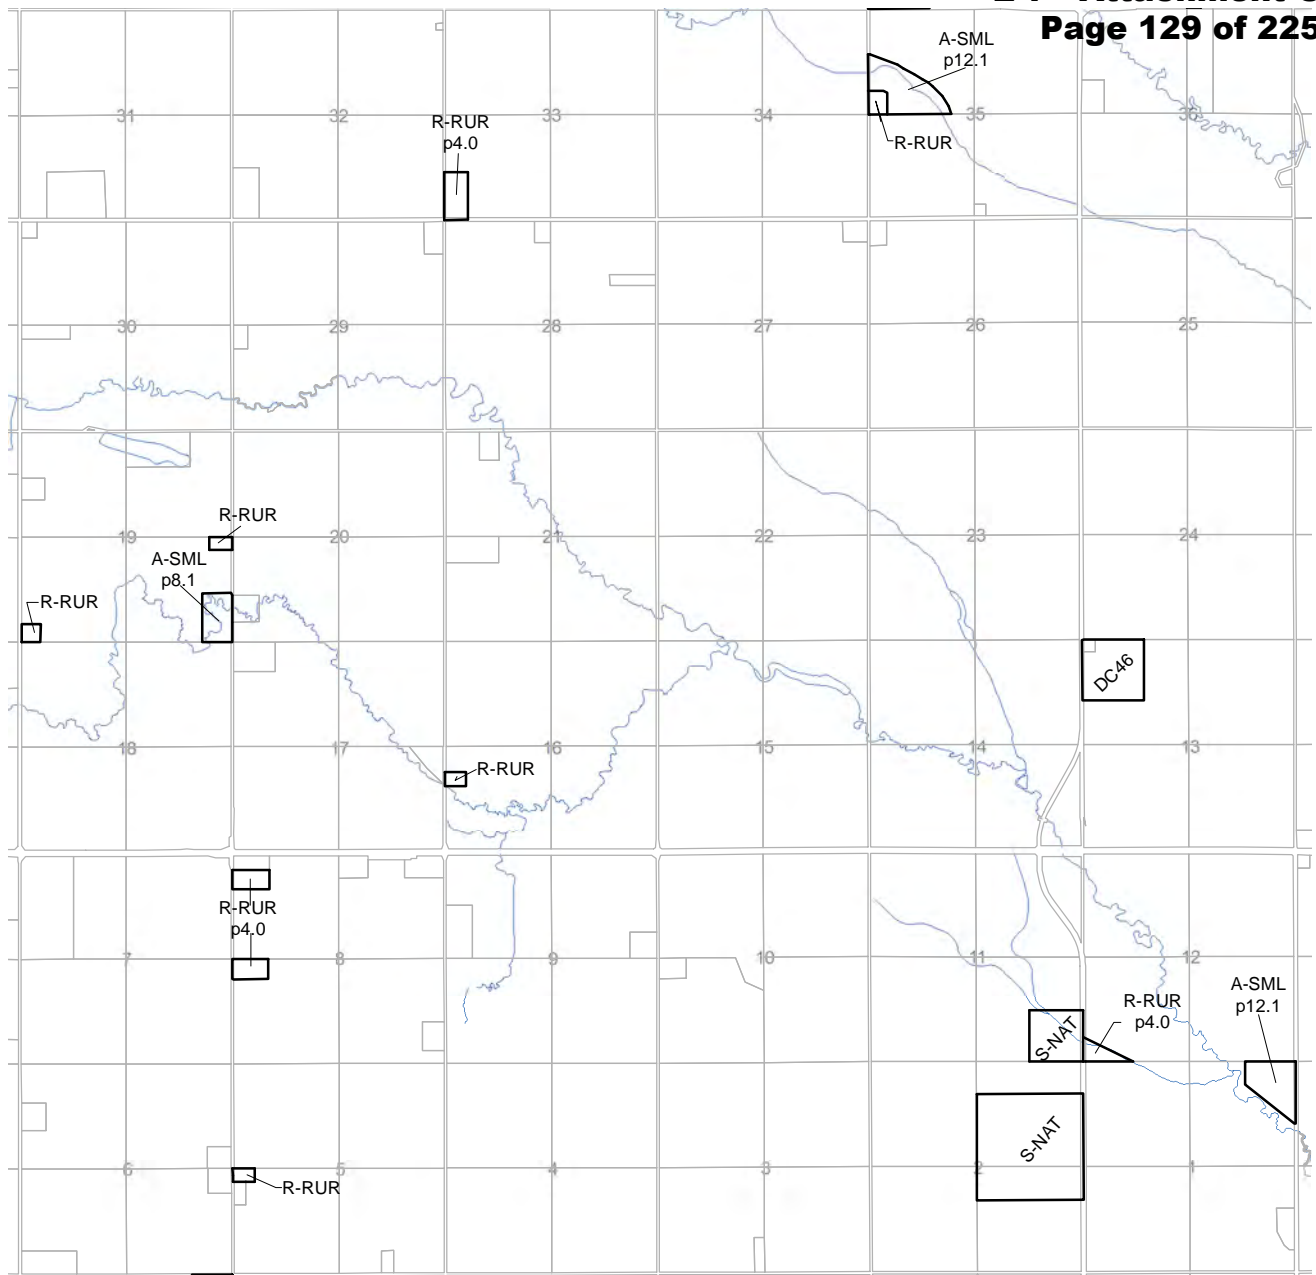 Page 129 of 225
A-SML
p12.1
31
32
33
34
35
36
R-RUR
p4.0
R-RUR
30
29
28
27
26
25
R-RUR
19
20
21
22
23
24
A-SML
p8.1
R-RUR
DC46
18
17
16
15
14
13
R-RUR
R-RUR
p4.0
7
8
9
10
11
12
A-SML
p12.1
R-RUR
p4.0
S-NAT
S-NAT
6
5
4
3
2
1
R-RUR